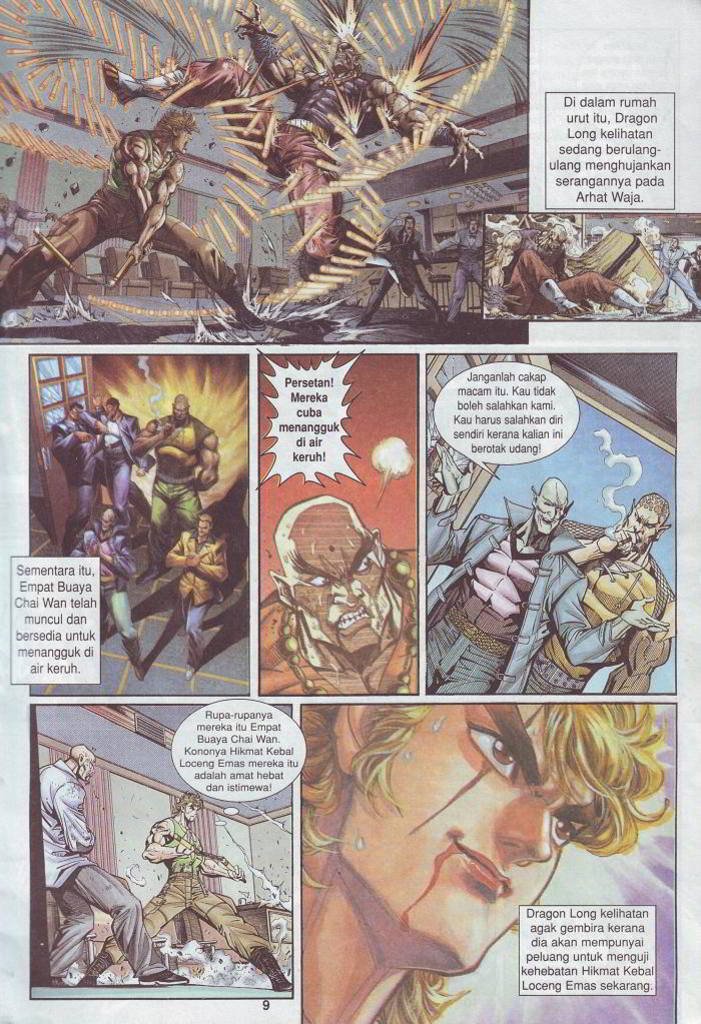 Di dalam rumah
urut itu, Dragon
Long kelihatan
sedang berulang-
ulang menghujankan
serangannya pada
Arhat Waja.
Sementara itu,
Empat Buaya
Chai Wan telah
muncul dan
bersedia untuk
menangguk di
air keruh.
Persetan!
Mereka
cuba
menangguk
di air
keruh!
Janganlah cakap
macam itu. Kau tidak
boleh salahkan kami.
Kau harus salahkan diri
sendiri kerana kalian ini
berotak udang!
Rupa-rupanya
mereka itu Empat
Buaya Chai Wan.
Kononya Hikmat Kebal
Loceng Emas mereka itu
adalah amat hebat
dan istimewa!
Dragon Long kelihatan
agak gembira kerana
dia akan mempunyai
peluang untuk menguji
kehebatan Hikmat Kebal
Loceng Emas sekarang.
9